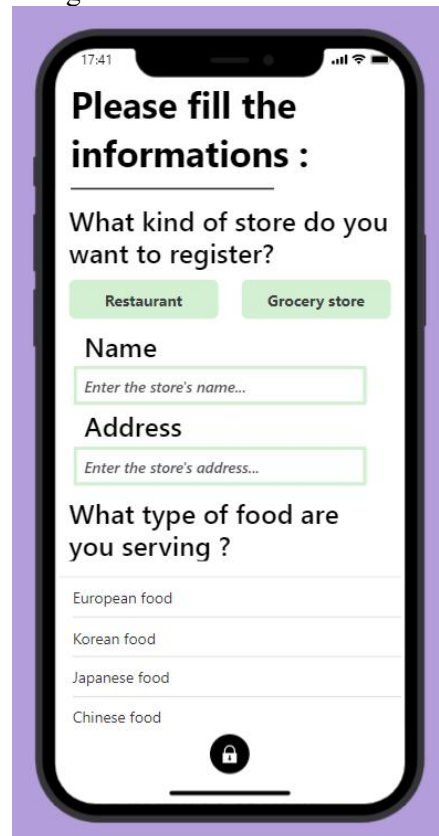 17:41
Please fill the
informations :
What kind of store do you
want to register?
Restaurant
Grocery store
Name
Enter the store's name...
Address
Enter the store's address...
What type of food are
you serving ?
European food
Korean food
Japanese food
Chinese food